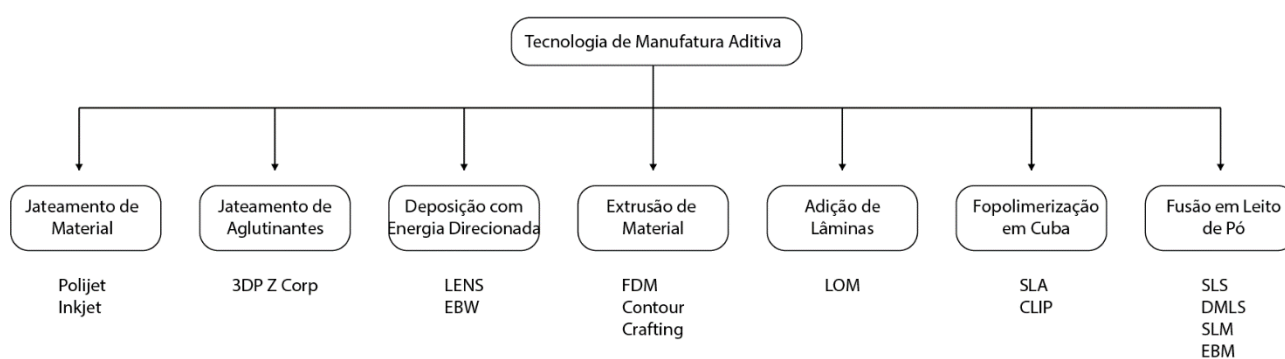 Tecnologia de Manufatura Aditiva
Jateamento de
Material
Jateamento de
Aglutinantes
Deposição com
Energia Direcionada
Extrusão de
Material
Adição de
Lâminas
Fopolimerização
em Cuba
Fusão em Leito
de Pó
Polijet
Inkjet
3DP Z Corp
LENS
EBW
FDM
Contour
Crafting
LOM
SLA
CLIP
SLS
DMLS
SLM
EBM